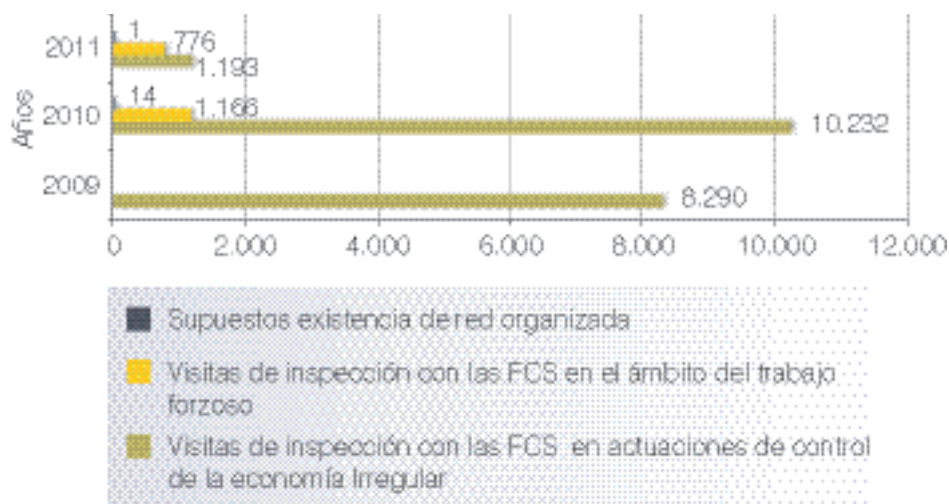 1
2011
776
1.193
14
2010
1.166
10.232
Años
2009
8.290
0 2.000 4.000 6.000 8.000 10.000 12.000
Supuestos existencia de red organizada
Visitas de inspección con las FCS en el ámbito del trabajo
forzoso
Visitas de inspección con las FCS en actuaciones de control
de la economía Irregular